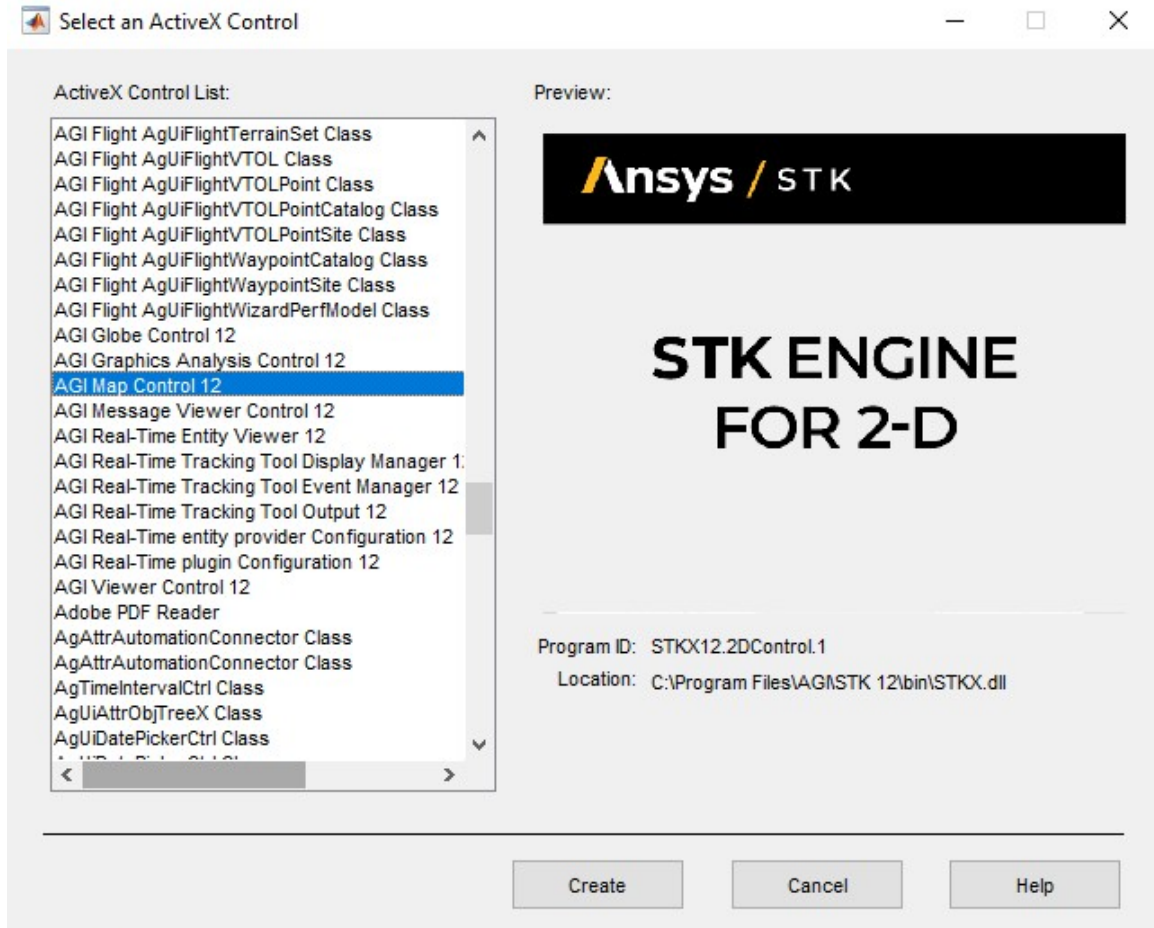 Select an ActiveX Control
ActiveX Control List:
AGI Flight AgUiFlightTerrainSet Class
AGI Flight AgUiFlightVTOL Class
AGI Flight AgUiFlightVTOLPoint Class
AGI Flight AgUiFlightVTOLPointCatalog Class
AGI Flight AgUiFlightVTOLPointSite Class
AGI Flight AgUiFlightWaypointCatalog Class
AGI Flight AgUiFlightWaypointSite Class
AGI Flight AgUiFlightWizardPerfModel Class
AGI Globe Control 12
AGI Graphics Analysis Control 12
AGI Map Control 12
AGI Message Viewer Control 12
AGI Real-Time Entity Viewer 12
AGI Real-Time Tracking Tool Display Manager 1
AGI Real-Time Tracking Tool Event Manager 12
AGI Real-Time Tracking Tool Output 12
AGI Real-Time entity provider Configuration 12
AGI Real-Time plugin Configuration 12
AGI Viewer Control 12
Adobe PDF Reader
AgAttrAutomationConnector Class
AgAttrAutomationConnector Class
AgTimeIntervalCtrl Class
AgUiAttrObjTreeX Class
AgUiDatePickerCtrl Class
Preview:
Ansys / STK
STK ENGINE
FOR 2-D
Program ID: STKX12.2DControl.1
Location: C:\Program Files\AGI\STK 12\bin\STKX.dll
Create
Cancel
Help